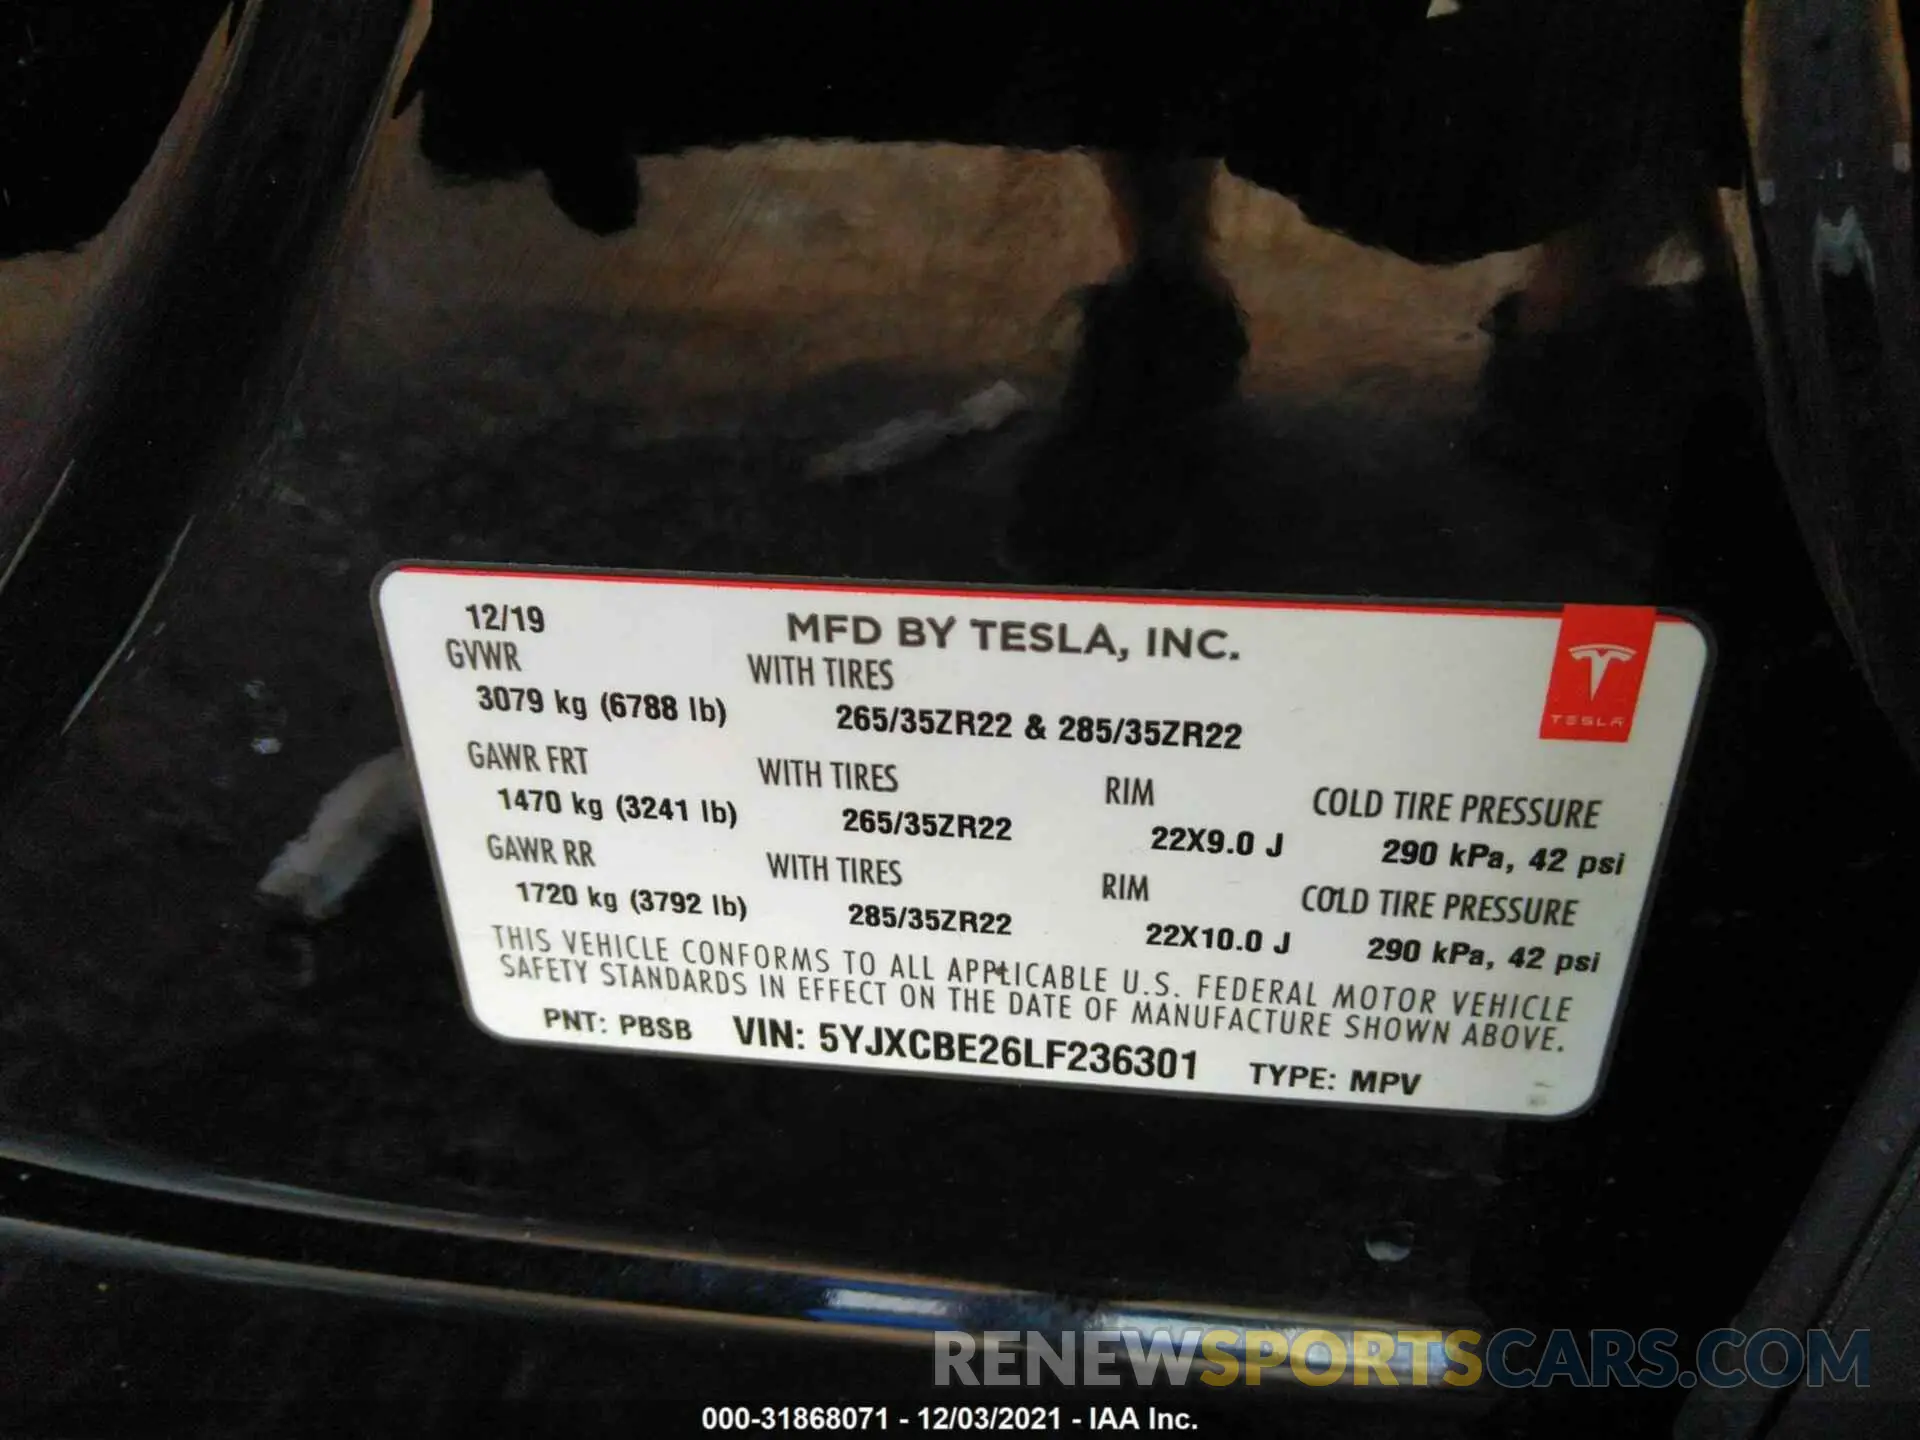 12/19 MFD BY TESLA, INC.
GVWR WITH TIRES
3079 kg (6788 lb) 265/35ZR22 & 285/35ZR22
TESLA
GAWR FRT WITH TIRES RIM COLD TIRE PRESSURE
1470 kg (3241 lb) 265/35ZR22 22X9.0 J 290 kPa, 42 psi
GAWR RR WITH TIRES RIM COLD TIRE PRESSURE
1720 kg (3792 lb) 285/35ZR22 22X10.0 J 290 kPa, 42 psi
THIS VEHICLE CONFORMS TO ALL APPLICABLE U.S. FEDERAL MOTOR VEHICLE
SAFETY STANDARDS IN EFFECT ON THE DATE OF MANUFACTURE SHOWN ABOVE.
PNT: PBSB VIN: 5YJXCBE26LF236301 TYPE: MPV
RENEWSPORTSCARS.COM
000-31868071 - 12/03/2021 - IAA Inc.